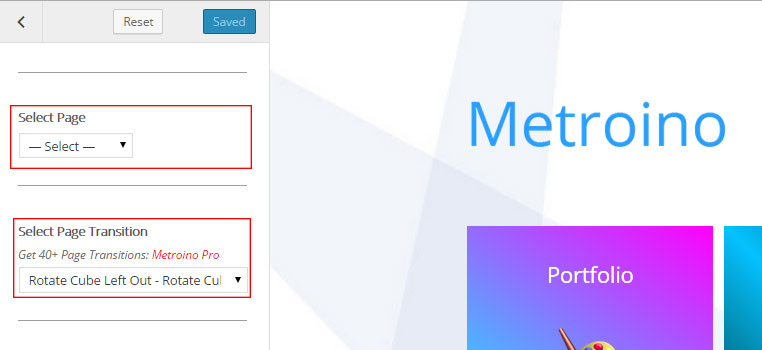 Reset
Saved
Select Page
— Select —
Select Page Transition
Get 40+ Page Transitions: Metroino Pro
Rotate Cube Left Out - Rotate Cu
Metroino
Portfolio